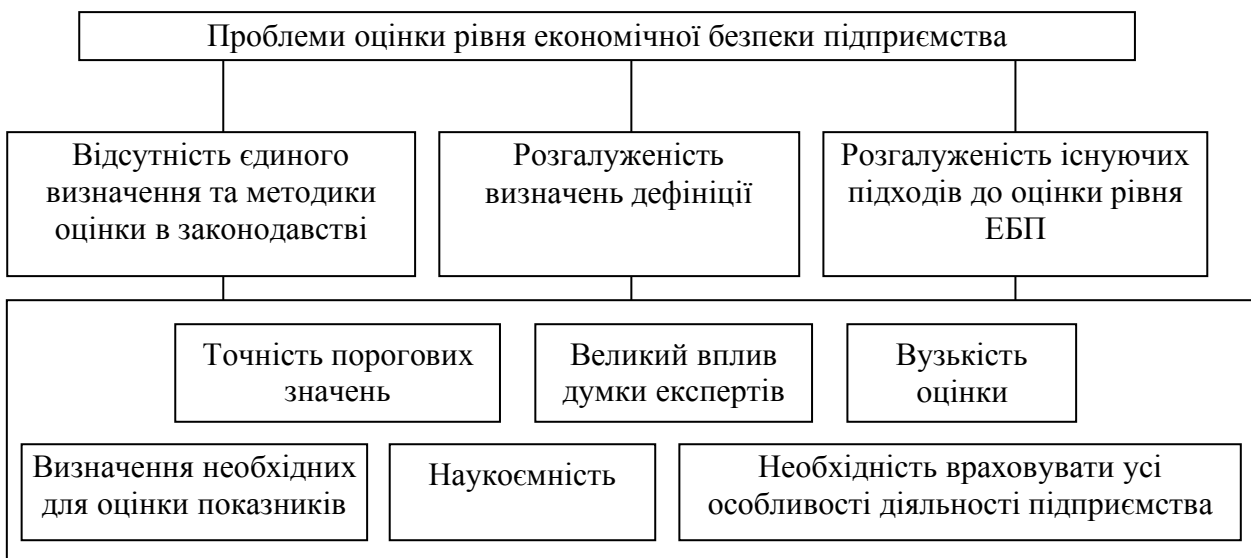 Проблеми оцінки рівня економічної безпеки підприємства
Відсутність єдиного
визначення та методики
оцінки в законодавстві
Розгалуженість
визначень дефініції
Розгалуженість існуючих
підходів до оцінки рівня
ЕБП
Точність порогових
значень
Великий вплив
думки експертів
Вузькість
оцінки
Визначення необхідних
для оцінки показників
Наукоємність
Необхідність враховувати усі
особливості діяльності підприємства